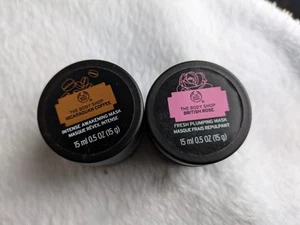 THE BODY SHOP
NICARAGUAN COFFEE
INTENSE AWAKENING MASK
MASQUE RÉVEIL INTENSE
15 ml 0.5 OZ (15 g)
THE BODY SHOP
BRITISH ROSE
FRESH PLUMPING MASK
MASQUE FRAIS REPULPANT
15 ml 0.5 OZ (15 g)